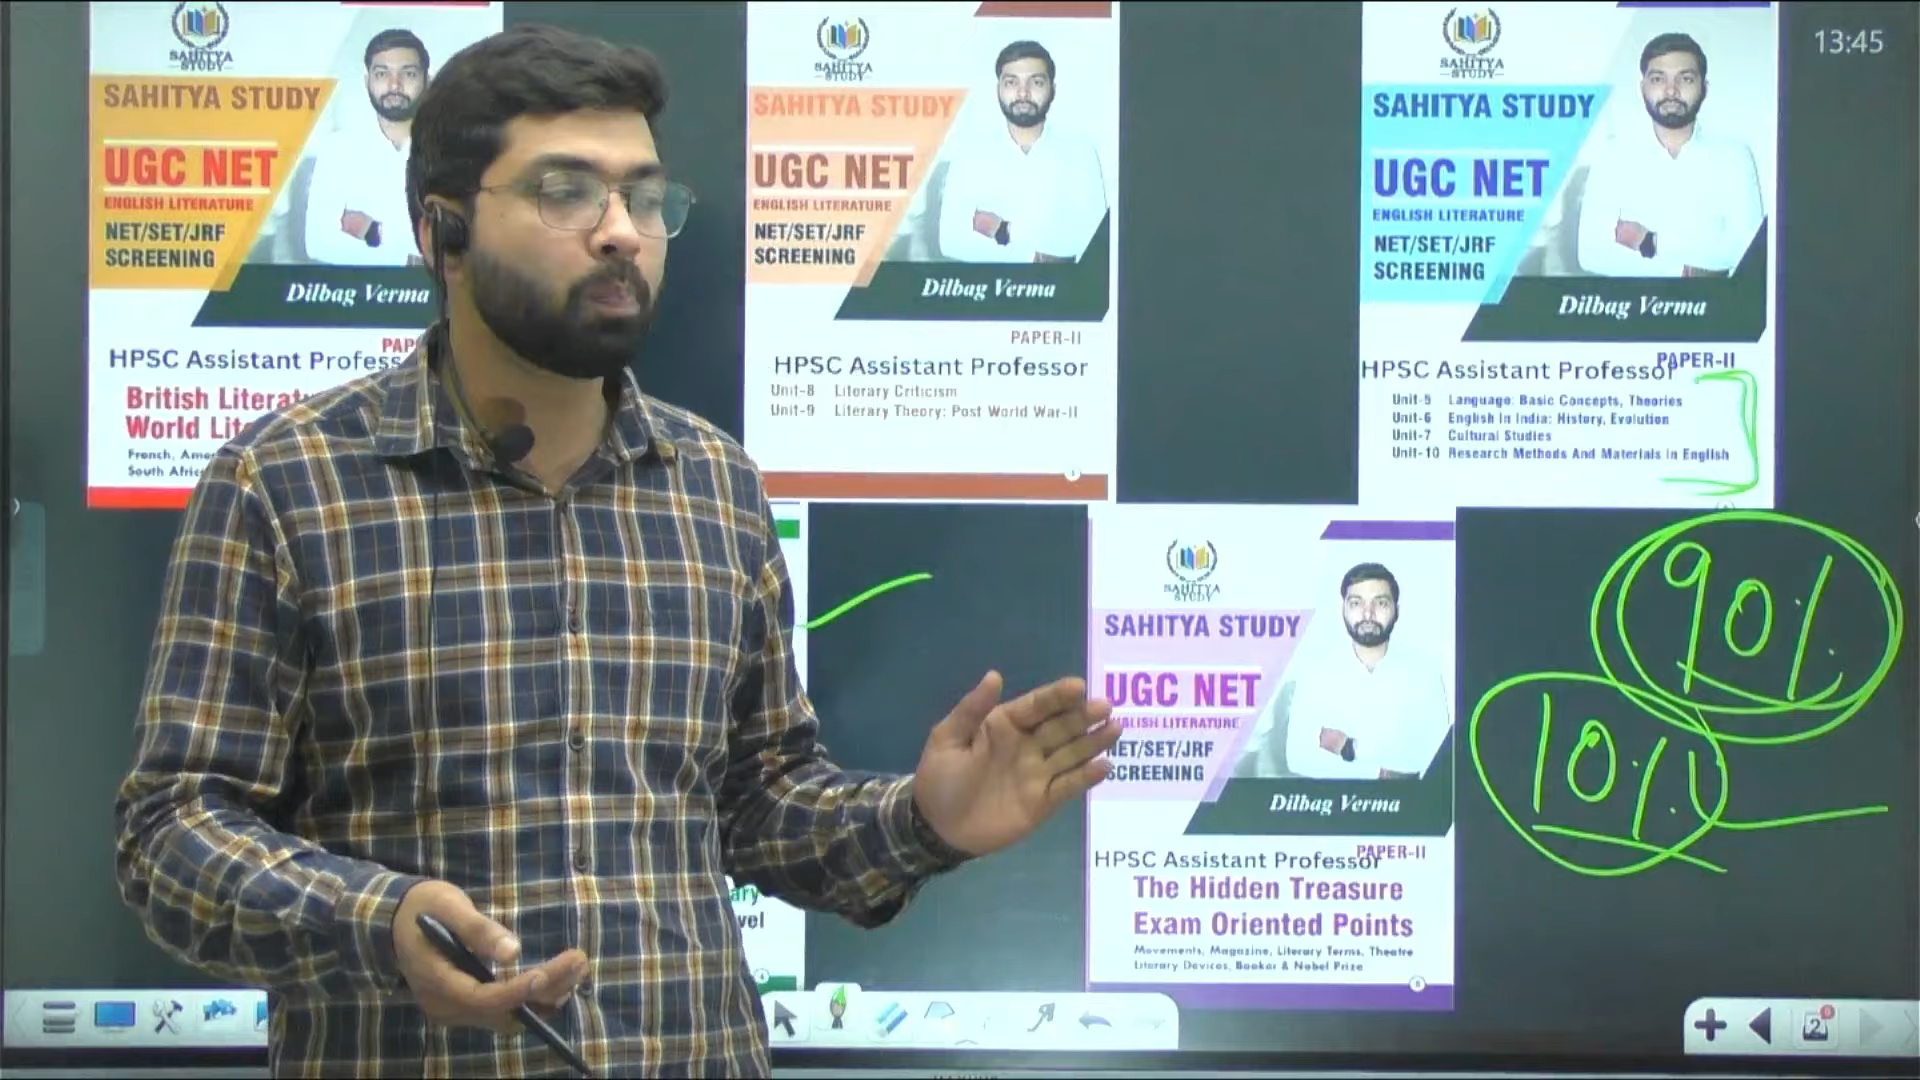 13:45
SAHITYA
STUDY
SAHITYA STUDY
UGC NET
ENGLISH LITERATURE
NET/SET/JRF
SCREENING
Dilbag Verma
HPSC Assistant Profess
British Literat
World Lit
South Afric
SAHITYA
STUDY
SAHITYA STUDY
UGC NET
ENGLISH LITERATURE
NET/SET/JRF
SCREENING
Dilbag Verma
PAPER-II
HPSC Assistant Professor
Unit-8 Literary Criticism
Unit-9 Literary Theory: Post World War-II
SAHITYA
STUDY
SAHITYA STUDY
UGC NET
ENGLISH LITERATURE
NET/SET/JRF
SCREENING
Dilbag Verma
PAPER-II
HPSC Assistant Professor
Unit-5 Language: Basic Concepts, Theories
Unit-6 English In India: History, Evolution
Unit-7 Cultural Studies
Unit-10 Research Methods And Materials in English
ary
vel
SAHITYA
STUDY
SAHITYA STUDY
UGC NET
GLISH LITERATURE
NET/SET/JRF
SCREENING
Dilbag Verma
PAPER-II
HPSC Assistant Professor
The Hidden Treasure
Exam Oriented Points
Movements, Magazine, Literary Terms, Theatre
Literary Devices, Booker & Nobel Prize
90%
10%
2